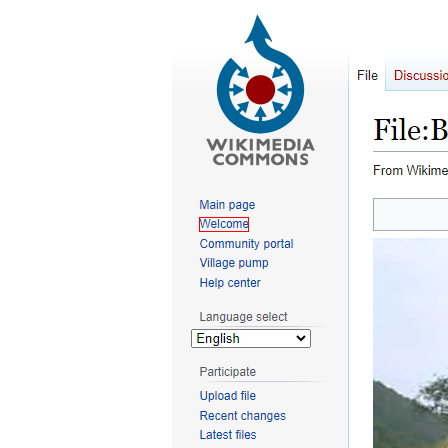 File
Discussio
WIKIMEDIA
COMMONS
File:B
From Wikime
Main page
Welcome
Community portal
Village pump
Help center
Language select
English
Participate
Upload file
Recent changes
Latest files